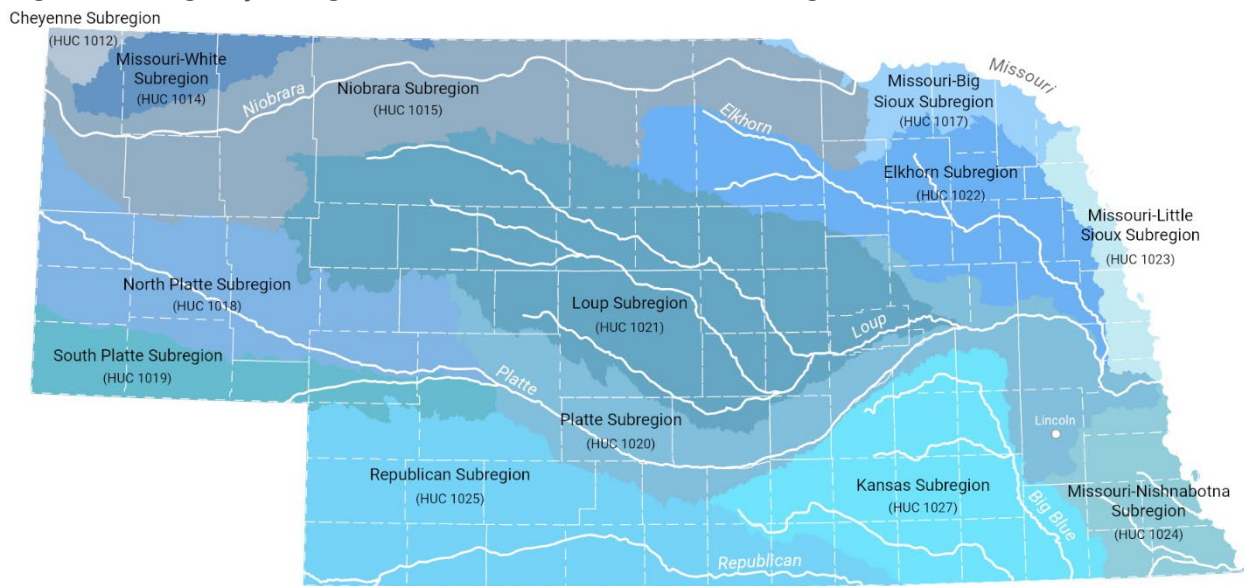 Cheyenne Subregion
(HUC 1012)
Missouri-White
Subregion
(HUC 1014)
Niobrara
Niobrara Subregion
(HUC 1015)
Missouri
Missouri-Big
Sioux Subregion
(HUC 1017)
Elkhorn
Elkhorn Subregion
(HUC 1022)
Missouri-Little
Sioux Subregion
(HUC 1023)
North Platte Subregion
(HUC 1018)
Loup Subregion
(HUC 1021)
Loup
South Platte Subregion
(HUC 1019)
Platte
Platte Subregion
(HUC 1020)
Lincoln
Republican Subregion
(HUC 1025)
Kansas Subregion
(HUC 1027)
Big Blue
Missouri-Nishnabotna
Subregion
(HUC 1024)
Republican